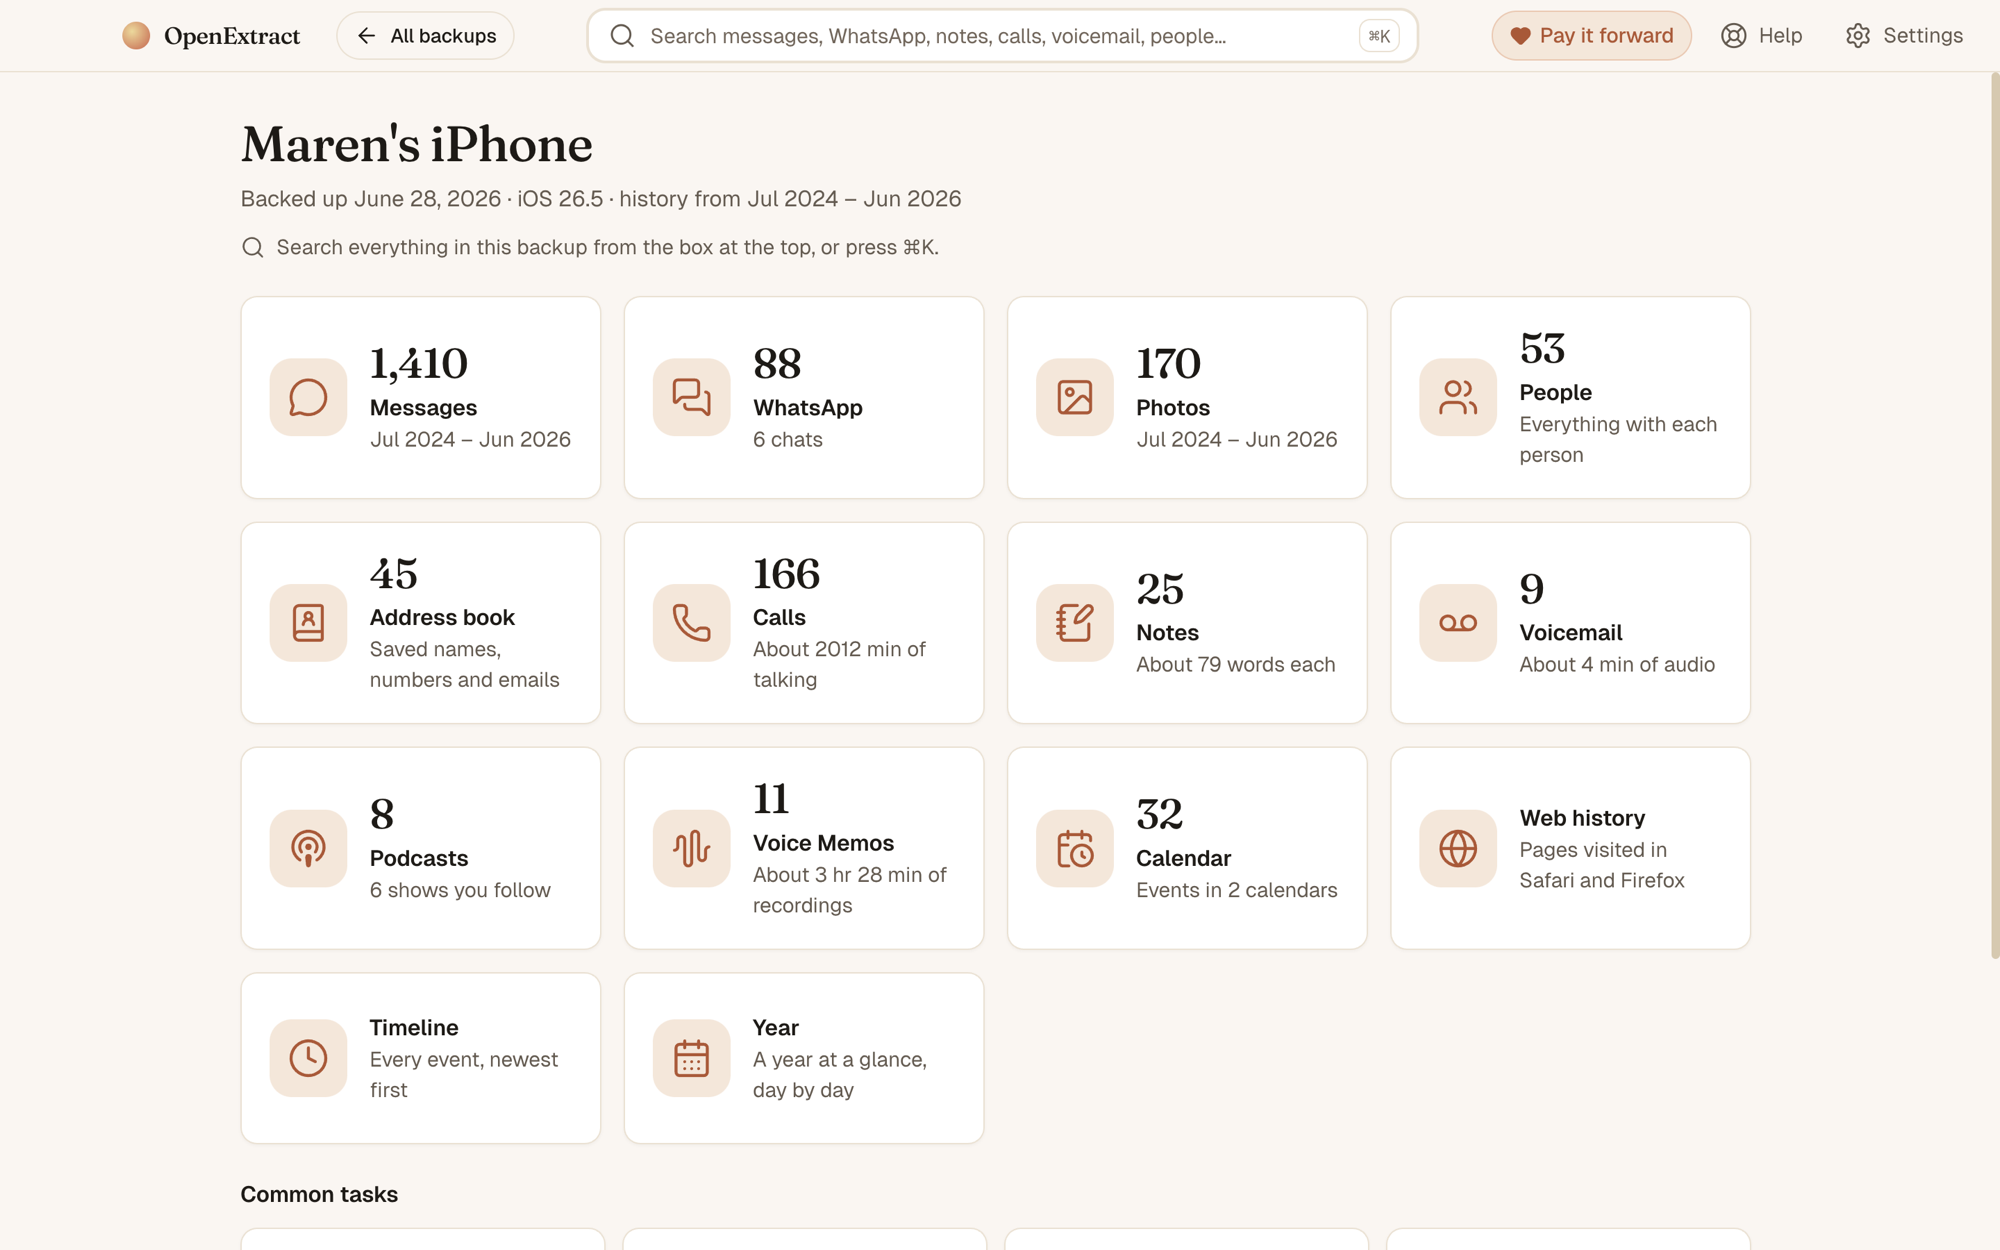 OpenExtract
All backups
Search messages, WhatsApp, notes, calls, voicemail, people...
⌘K
Pay it forward
Help
Settings
Maren's iPhone
Backed up June 28, 2026 · iOS 26.5 · history from Jul 2024 – Jun 2026
Search everything in this backup from the box at the top, or press ⌘K.
1,410
Messages
Jul 2024 – Jun 2026
88
WhatsApp
6 chats
170
Photos
Jul 2024 – Jun 2026
53
People
Everything with each
person
45
Address book
Saved names,
numbers and emails
166
Calls
About 2012 min of
talking
25
Notes
About 79 words each
9
Voicemail
About 4 min of audio
8
Podcasts
6 shows you follow
11
Voice Memos
About 3 hr 28 min of
recordings
32
Calendar
Events in 2 calendars
Web history
Pages visited in
Safari and Firefox
Timeline
Every event, newest
first
Year
A year at a glance,
day by day
Common tasks